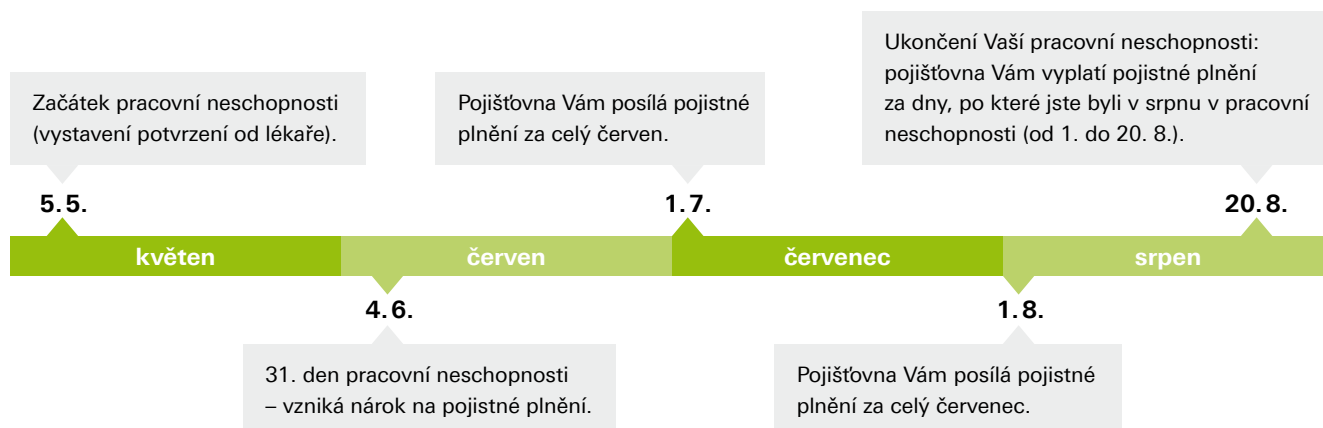 Ukončení Vaší pracovní neschopnosti:
pojišťovna Vám vyplatí pojistné plnění
za dny, po které jste byli v srpnu v pracovní
neschopnosti (od 1. do 20. 8.).
Začátek pracovní neschopnosti
(vystavení potvrzení od lékaře).
Pojišťovna Vám posílá pojistné
plnění za celý červen.
5. 5.
1. 7.
20. 8.
květen
červen
červenec
srpen
4. 6.
1. 8.
31. den pracovní neschopnosti
– vzniká nárok na pojistné plnění.
Pojišťovna Vám posílá pojistné
plnění za celý červenec.